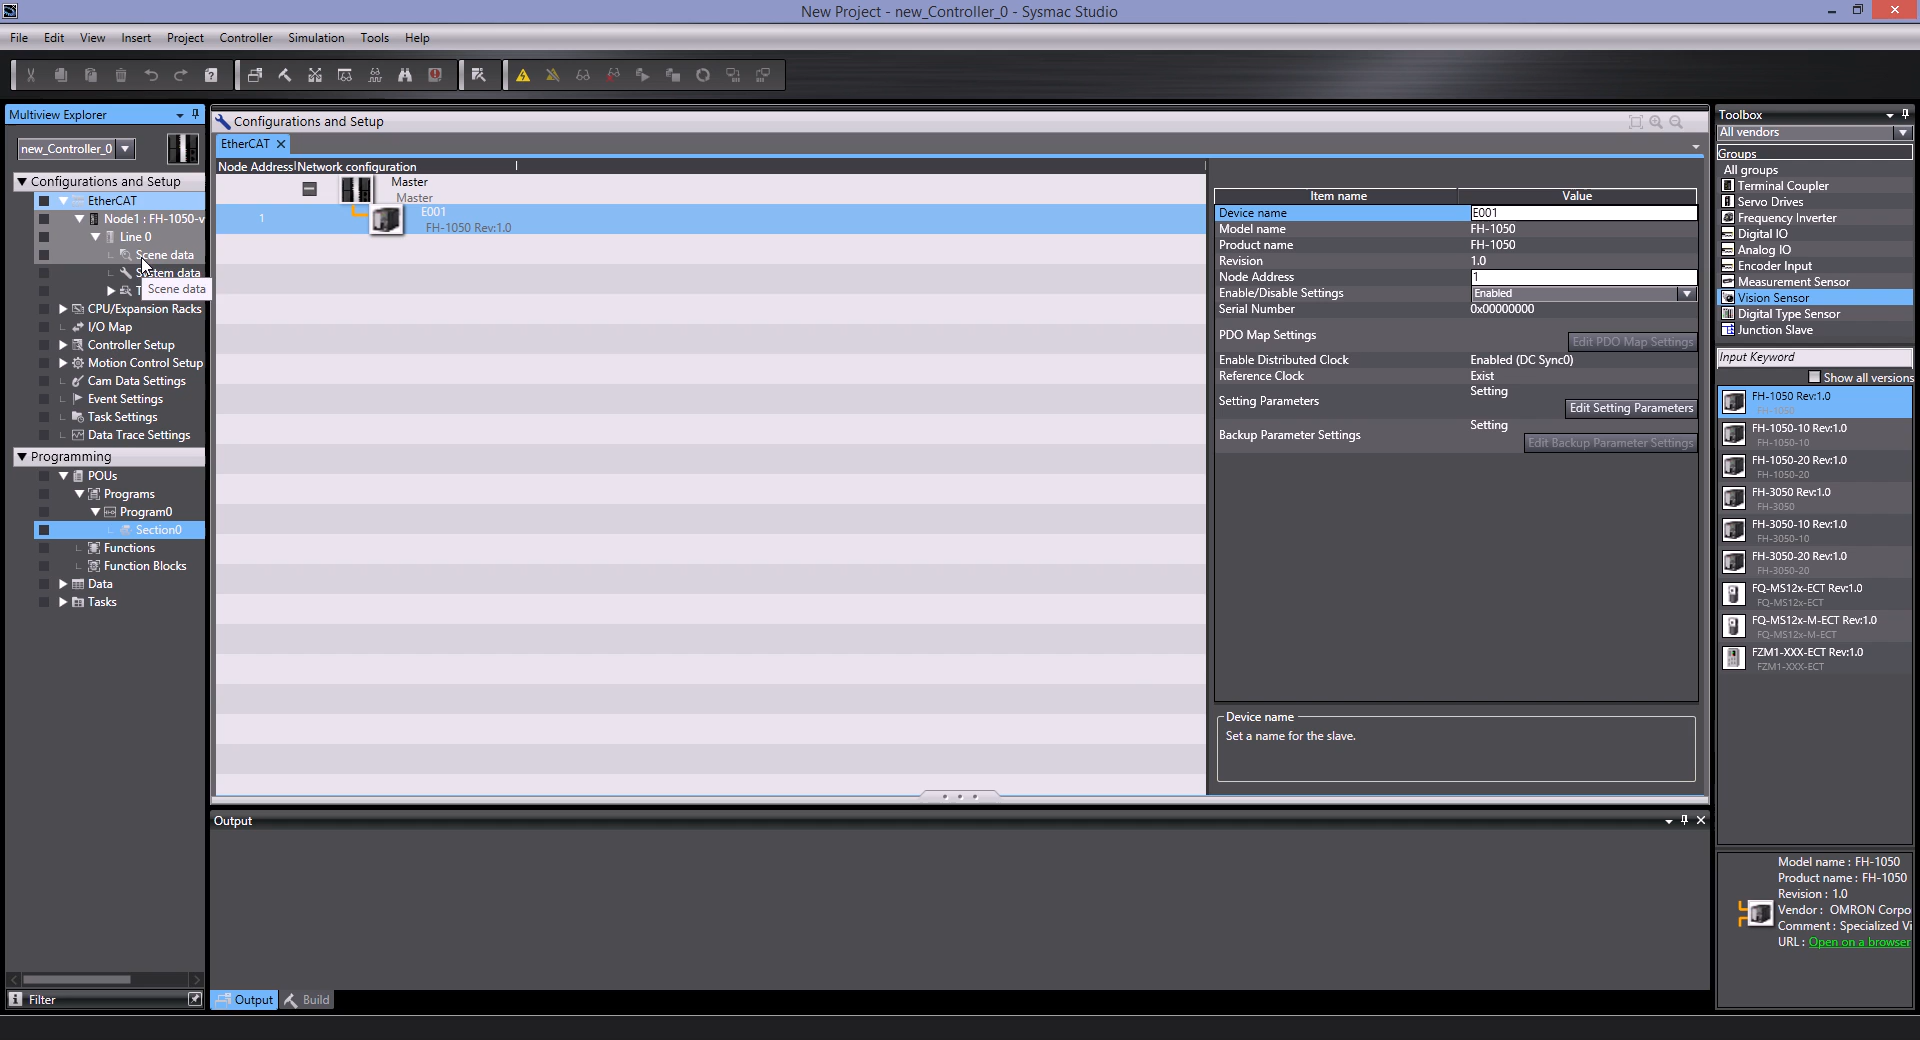 New Project - new_Controller_0 - Sysmac Studio
File Edit View Insert Project Controller Simulation Tools Help
Multiview Explorer
new_Controller_0
Configurations and Setup
EtherCAT
Node1 : FH-1050-v
Line 0
Scene data
System data
Scene data
CPU/Expansion Racks
I/O Map
Controller Setup
Motion Control Setup
Cam Data Settings
Event Settings
Task Settings
Data Trace Settings
Programming
POUs
Programs
Program0
Section0
Functions
Function Blocks
Data
Tasks
Filter
Configurations and Setup
EtherCAT
Node Address Network configuration
Master
Master
1
E001
FH-1050 Rev:1.0
Item name Value
Device name E001
Model name FH-1050
Product name FH-1050
Revision 1.0
Node Address 1
Enable/Disable Settings Enabled
Serial Number 0x00000000
PDO Map Settings
Edit PDO Map Settings
Enable Distributed Clock Enabled (DC Sync0)
Reference Clock Exist
Setting
Setting Parameters
Edit Setting Parameters
Setting
Backup Parameter Settings
Edit Backup Parameter Settings
Device name
Set a name for the slave.
Output
Output Build
Toolbox
All vendors
Groups
All groups
Terminal Coupler
Servo Drives
Frequency Inverter
Digital IO
Analog IO
Encoder Input
Measurement Sensor
Vision Sensor
Digital Type Sensor
Junction Slave
Input Keyword
Show all versions
FH-1050 Rev:1.0
FH-1050
FH-1050-10 Rev:1.0
FH-1050-10
FH-1050-20 Rev:1.0
FH-1050-20
FH-3050 Rev:1.0
FH-3050
FH-3050-10 Rev:1.0
FH-3050-10
FH-3050-20 Rev:1.0
FH-3050-20
FQ-MS12x-ECT Rev:1.0
FQ-MS12x-ECT
FQ-MS12x-M-ECT Rev:1.0
FQ-MS12x-M-ECT
FZM1-XXX-ECT Rev:1.0
FZM1-XXX-ECT
Model name : FH-1050
Product name : FH-1050
Revision : 1.0
Vendor : OMRON Corpo
Comment : Specialized Vi
URL : Open on a browser